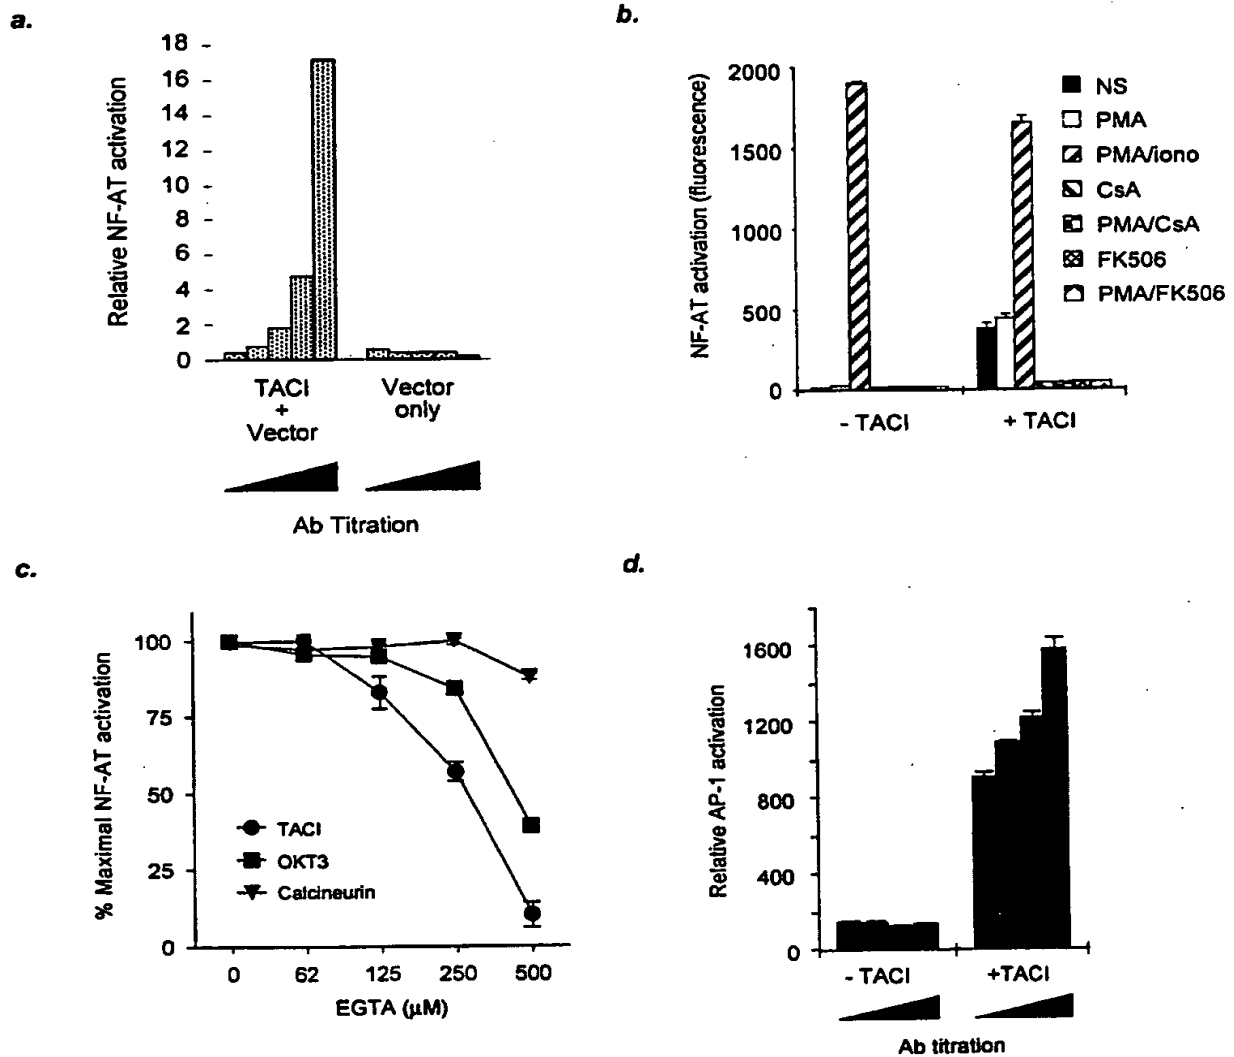 a.
Relative NF-AT activation
18
16
14
12
10
8
6
4
2
0
TACI
+
Vector
Vector
only
Ab Titration
b.
NF-AT activation (fluorescence)
2000
1500
1000
500
0
- TACI
+ TACI
NS
PMA
PMA/iono
CsA
PMA/CsA
FK506
PMA/FK506
c.
% Maximal NF-AT activation
100
75
50
25
0
TACI
OKT3
Calcineurin
0 62 125 250 500
EGTA (μM)
d.
Relative AP-1 activation
1600
1200
800
400
0
- TACI
+TACI
Ab titration